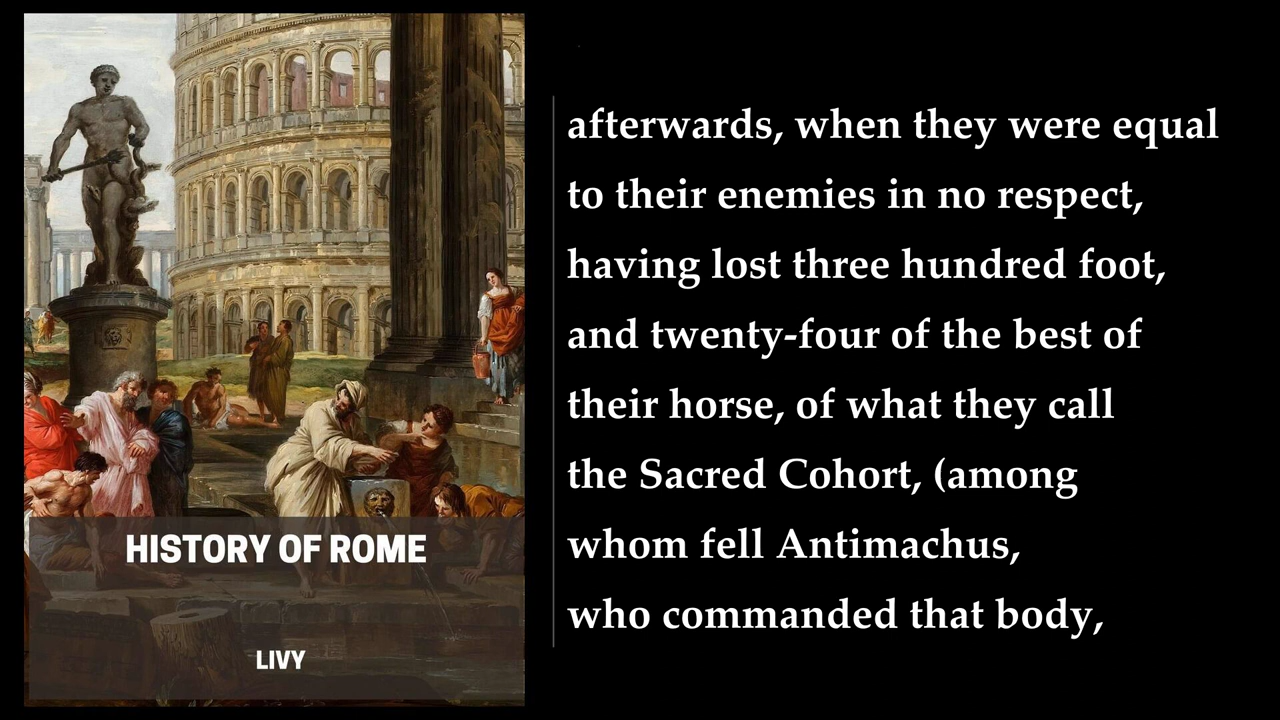 HISTORY OF ROME
LIVY
afterwards, when they were equal
to their enemies in no respect,
having lost three hundred foot,
and twenty-four of the best of
their horse, of what they call
the Sacred Cohort, (among
whom fell Antimachus,
who commanded that body,